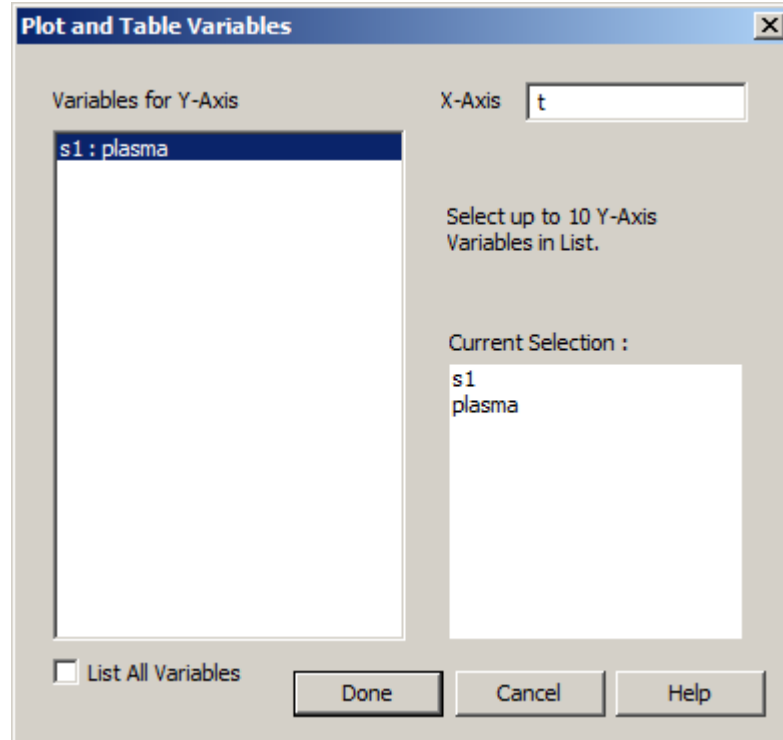 Plot and Table Variables
Variables for Y-Axis
X-Axis
t
s1 : plasma
Select up to 10 Y-Axis
Variables in List.
Current Selection :
s1
plasma
List All Variables
Done
Cancel
Help